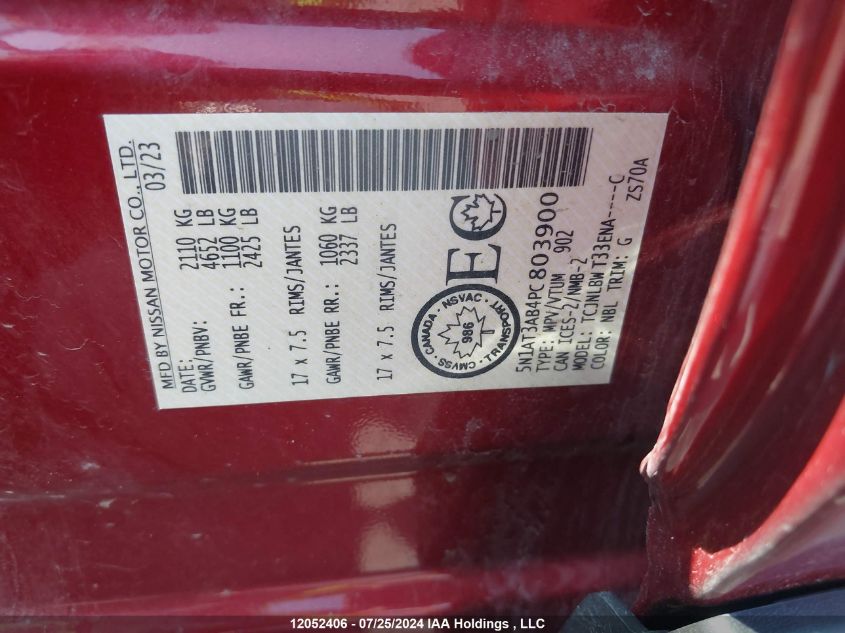 MFD BY NISSAN MOTOR CO., LTD.
DATE: 03/23
GVWR/PNBV: 2110 KG
4652 LB
GAWR/PNBE FR.: 1100 KG
2425 LB
17 x 7.5 RIMS/JANTES
GAWR/PNBE RR.: 1060 KG
2337 LB
17 x 7.5 RIMS/JANTES
CANADA · NSVAC · TRANSPORT · CMVSS ·
986
EC
5N1AT3AB4PC803900
TYPE: MPV/VTUM 902
CAN ICES-2/NMB-2
MODEL: TCJNLBW T33ENA----C
COLOR: NBL TRIM: G ZS70A
12052406 - 07/25/2024 IAA Holdings , LLC